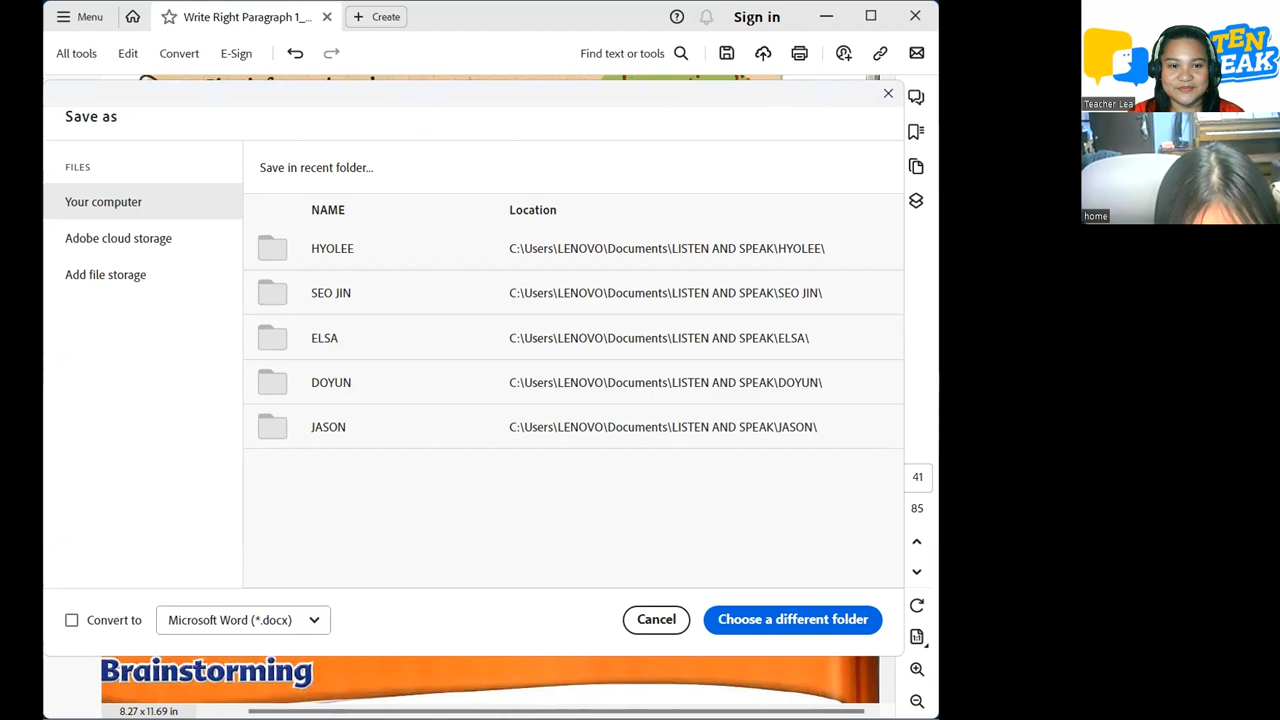 Menu
Write Right Paragraph 1_...
Create
Sign in
All tools
Edit
Convert
E-Sign
Find text or tools
Save as
FILES
Your computer
Adobe cloud storage
Add file storage
Save in recent folder...
NAME Location
HYOLEE C:\Users\LENOVO\Documents\LISTEN AND SPEAK\HYOLEE\
SEO JIN C:\Users\LENOVO\Documents\LISTEN AND SPEAK\SEO JIN\
ELSA C:\Users\LENOVO\Documents\LISTEN AND SPEAK\ELSA\
DOYUN C:\Users\LENOVO\Documents\LISTEN AND SPEAK\DOYUN\
JASON C:\Users\LENOVO\Documents\LISTEN AND SPEAK\JASON\
Convert to
Microsoft Word (*.docx)
Cancel
Choose a different folder
41
85
1:1
Brainstorming
8.27 x 11.69 in
TEN
EAK
Teacher Lea
home